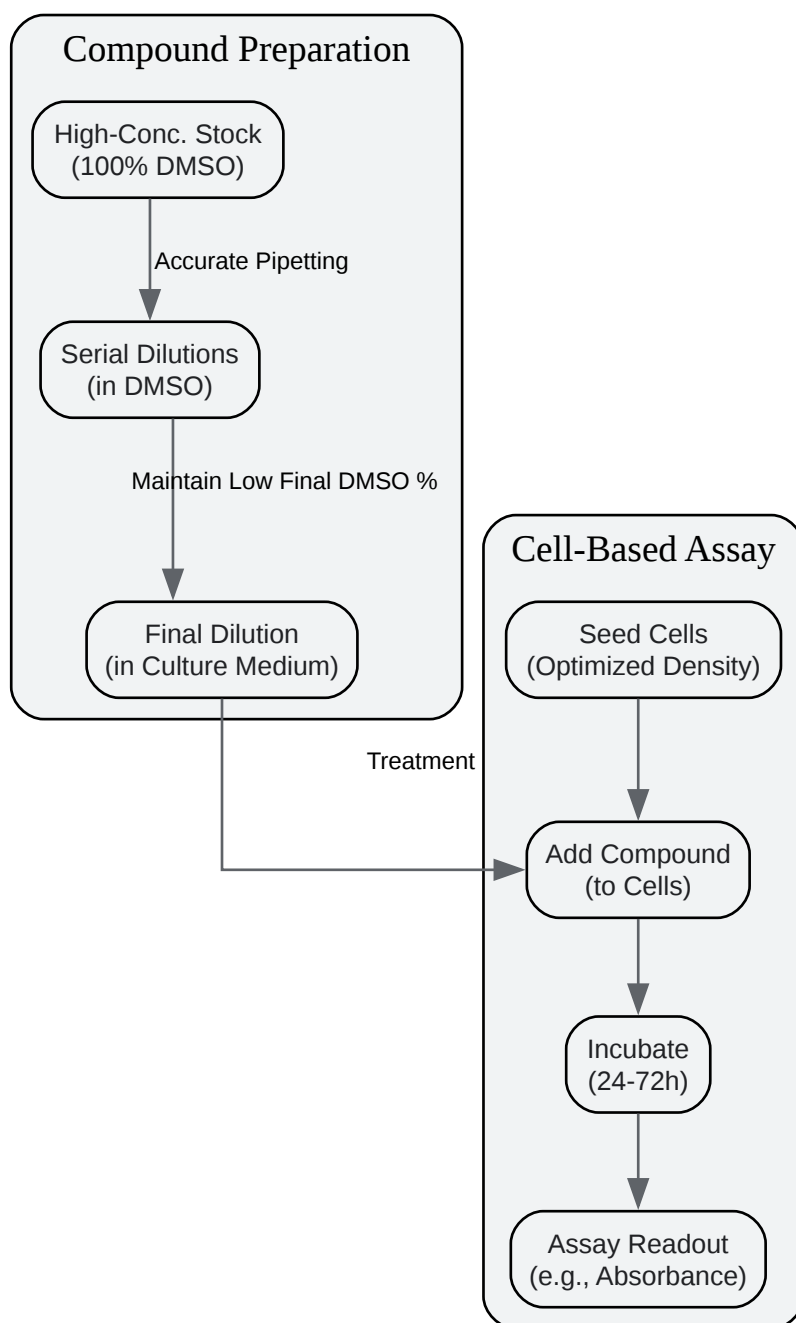 Compound Preparation
High-Conc. Stock
(100% DMSO)
Accurate Pipetting
Serial Dilutions
(in DMSO)
Maintain Low Final DMSO %
Final Dilution
(in Culture Medium)
Treatment
Cell-Based Assay
Seed Cells
(Optimized Density)
Add Compound
(to Cells)
Incubate
(24-72h)
Assay Readout
(e.g., Absorbance)